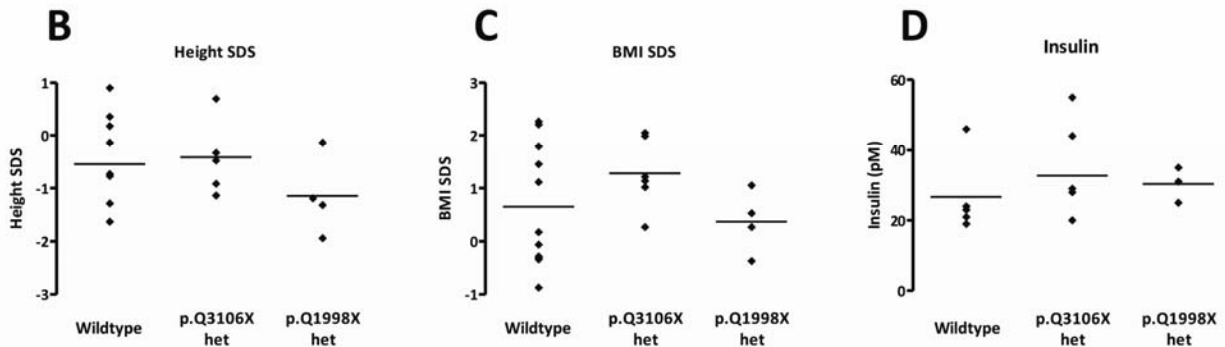 B
Height SDS
Height SDS
1
0
-1
-2
-3
Wildtype
p.Q3106X
het
p.Q1998X
het
C
BMI SDS
BMI SDS
3
2
1
0
-1
Wildtype
p.Q3106X
het
p.Q1998X
het
D
Insulin
Insulin (pM)
60
40
20
0
Wildtype
p.Q3106X
het
p.Q1998X
het